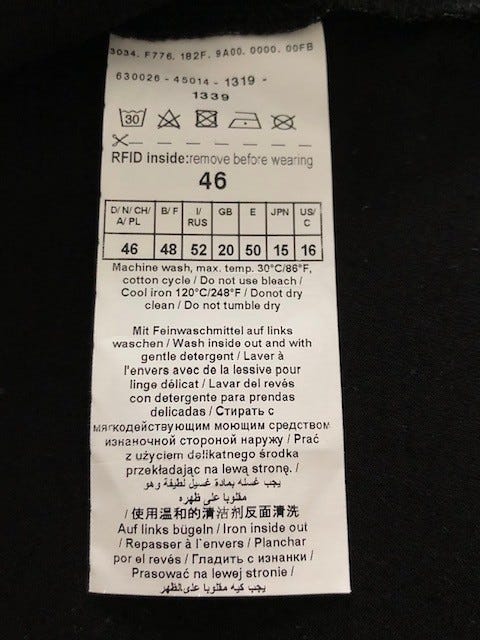 3034. F776. 182F. 9A00. 0000. 00FB
630026 - 45014 - 1319 -
1339
30
RFID inside:remove before wearing
46
D/ N/ CH/ A/ PL B/ F I/ RUS GB E JPN US/ C
46 48 52 20 50 15 16
Machine wash, max. temp. 30°C/86°F,
cotton cycle / Do not use bleach /
Cool iron 120°C/248°F / Donot dry
clean / Do not tumble dry
Mit Feinwaschmittel auf links
waschen / Wash inside out and with
gentle detergent / Laver à
l'envers avec de la lessive pour
linge délicat / Lavar del revés
con detergente para prendas
delicadas / Стирать с
мягкодействующим моющим средством
изнаночной стороной наружу / Prać
z użyciem delikatnego środka
przekładając na lewą stronę. /
يجب غسله بمادة غسيل لطيفة وهو
مقلوبا على ظهره
/ 使用温和的清洁剂反面清洗
Auf links bügeln / Iron inside out
/ Repasser à l`envers / Planchar
por el revés / Гладить с изнанки /
Prasować na lewej stronie /
يجب كيه مقلوبا على الظهر